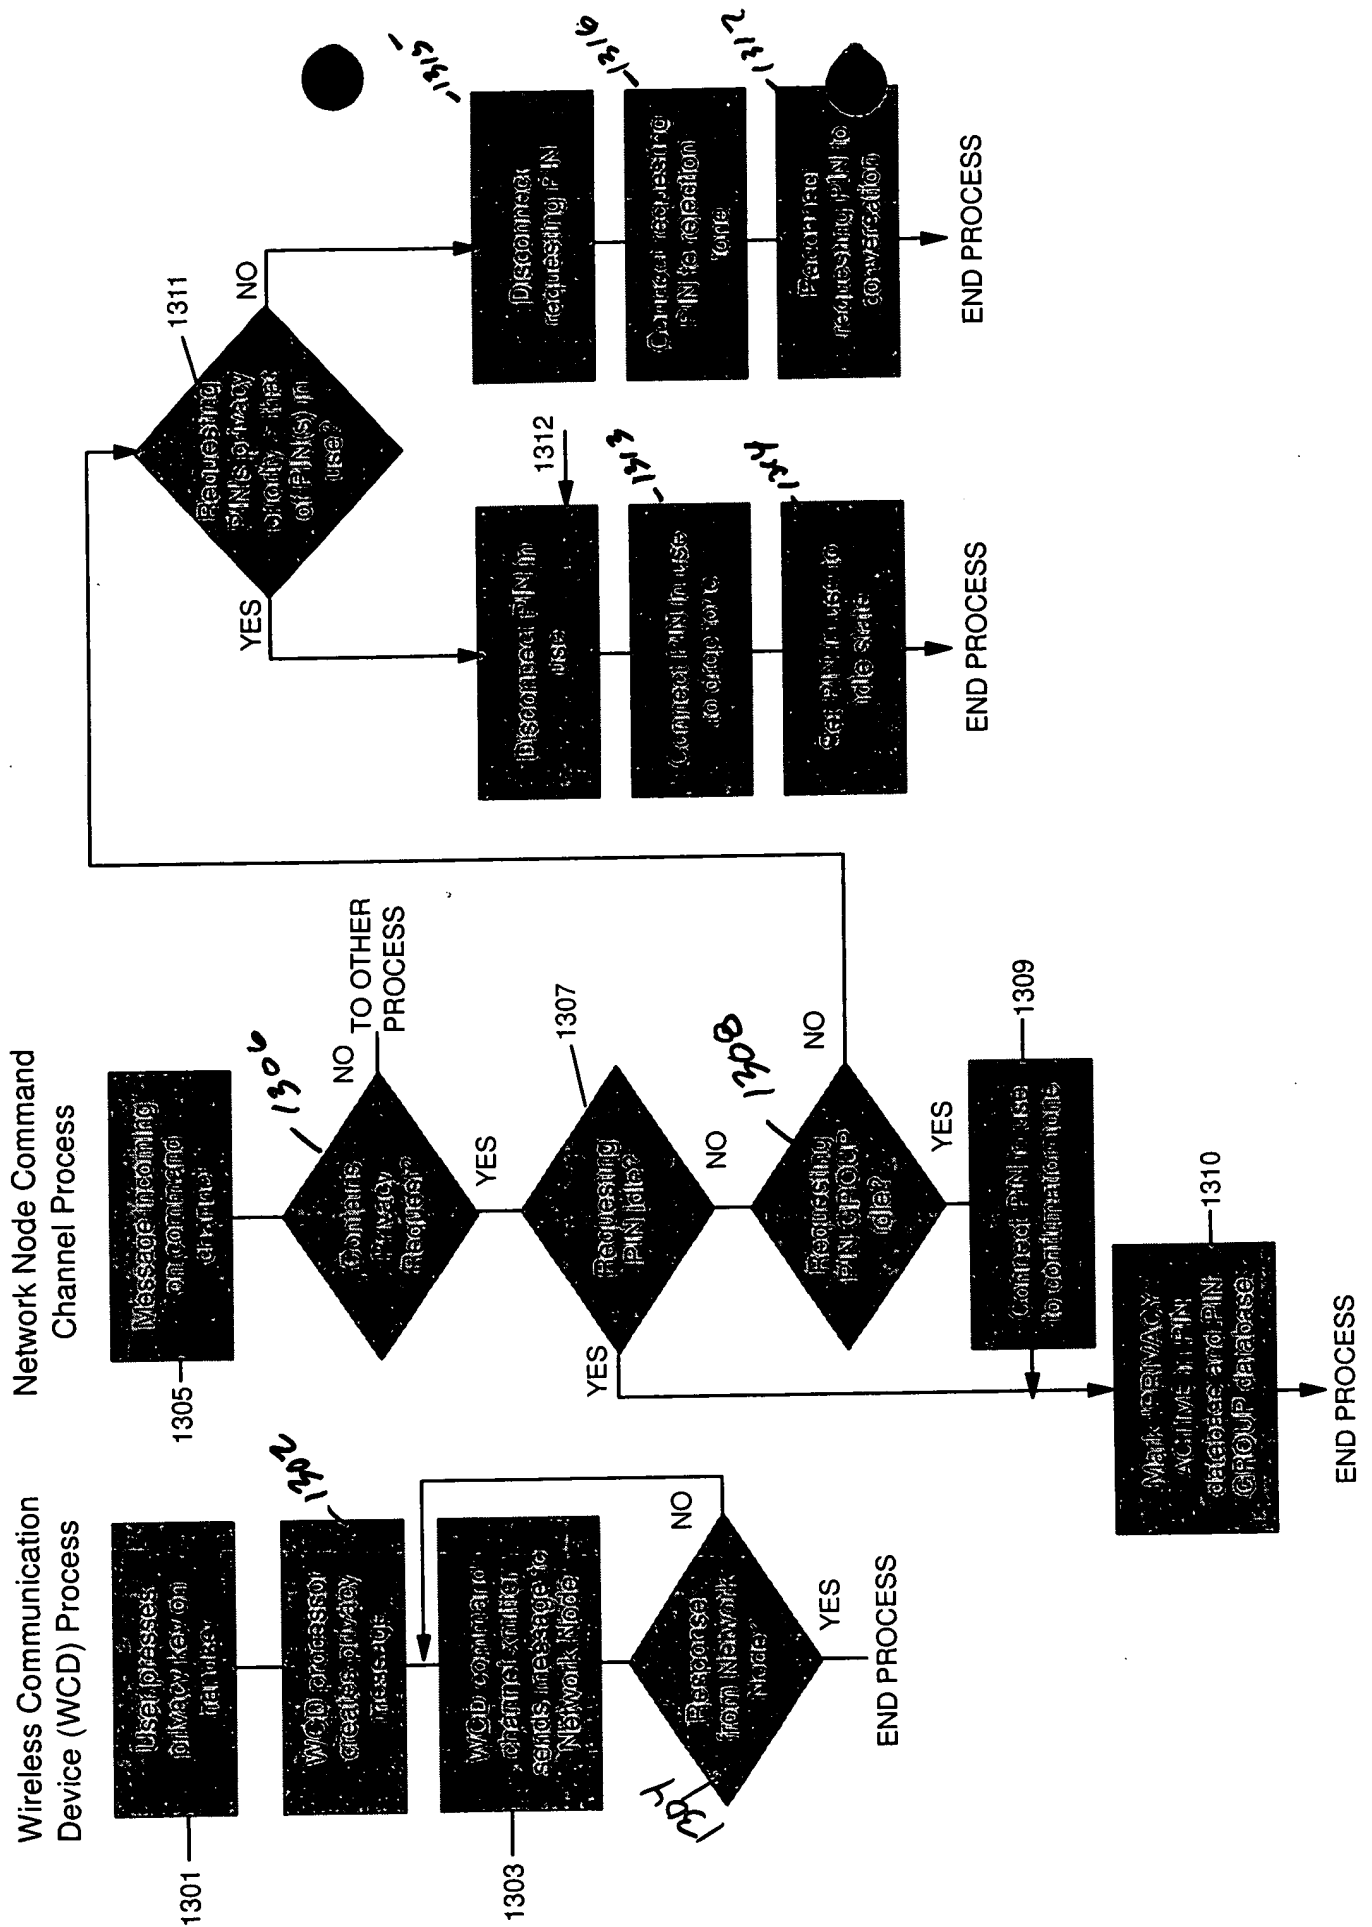 Wireless Communication
Device (WCD) Process
1301
User presses
privacy key on
handset
1302
WCD processor
creates privacy
message
1303
WCD command
channel xmitter
sends message to
Network Node
1304
Response
from Network
Node?
NO
YES
END PROCESS
Network Node Command
Channel Process
1305
Message incoming
on command
channel
1306
Contains
Privacy
Request?
NO
TO OTHER
PROCESS
YES
1307
Requesting
PIN Idle?
YES
NO
1308
Requesting
PIN GROUP
idle?
NO
YES
1309
Connect PIN in use
to confirmation tone
1310
Mark "PRIVACY
ACTIVE in PIN
databse and PIN
GROUP database
END PROCESS
1311
Requesting
PIN's privacy
priority > that
of PIN(s) in
use?
YES
NO
1312
Disconnect PIN in
use
1313
Connect PIN in use
to drop tone
1314
Set PIN in use to
idle state
END PROCESS
1315
Disconnect
requesting PIN
1316
Connect requesting
PIN to rejection
tone
1317
requesting PIN to
conversation
END PROCESS